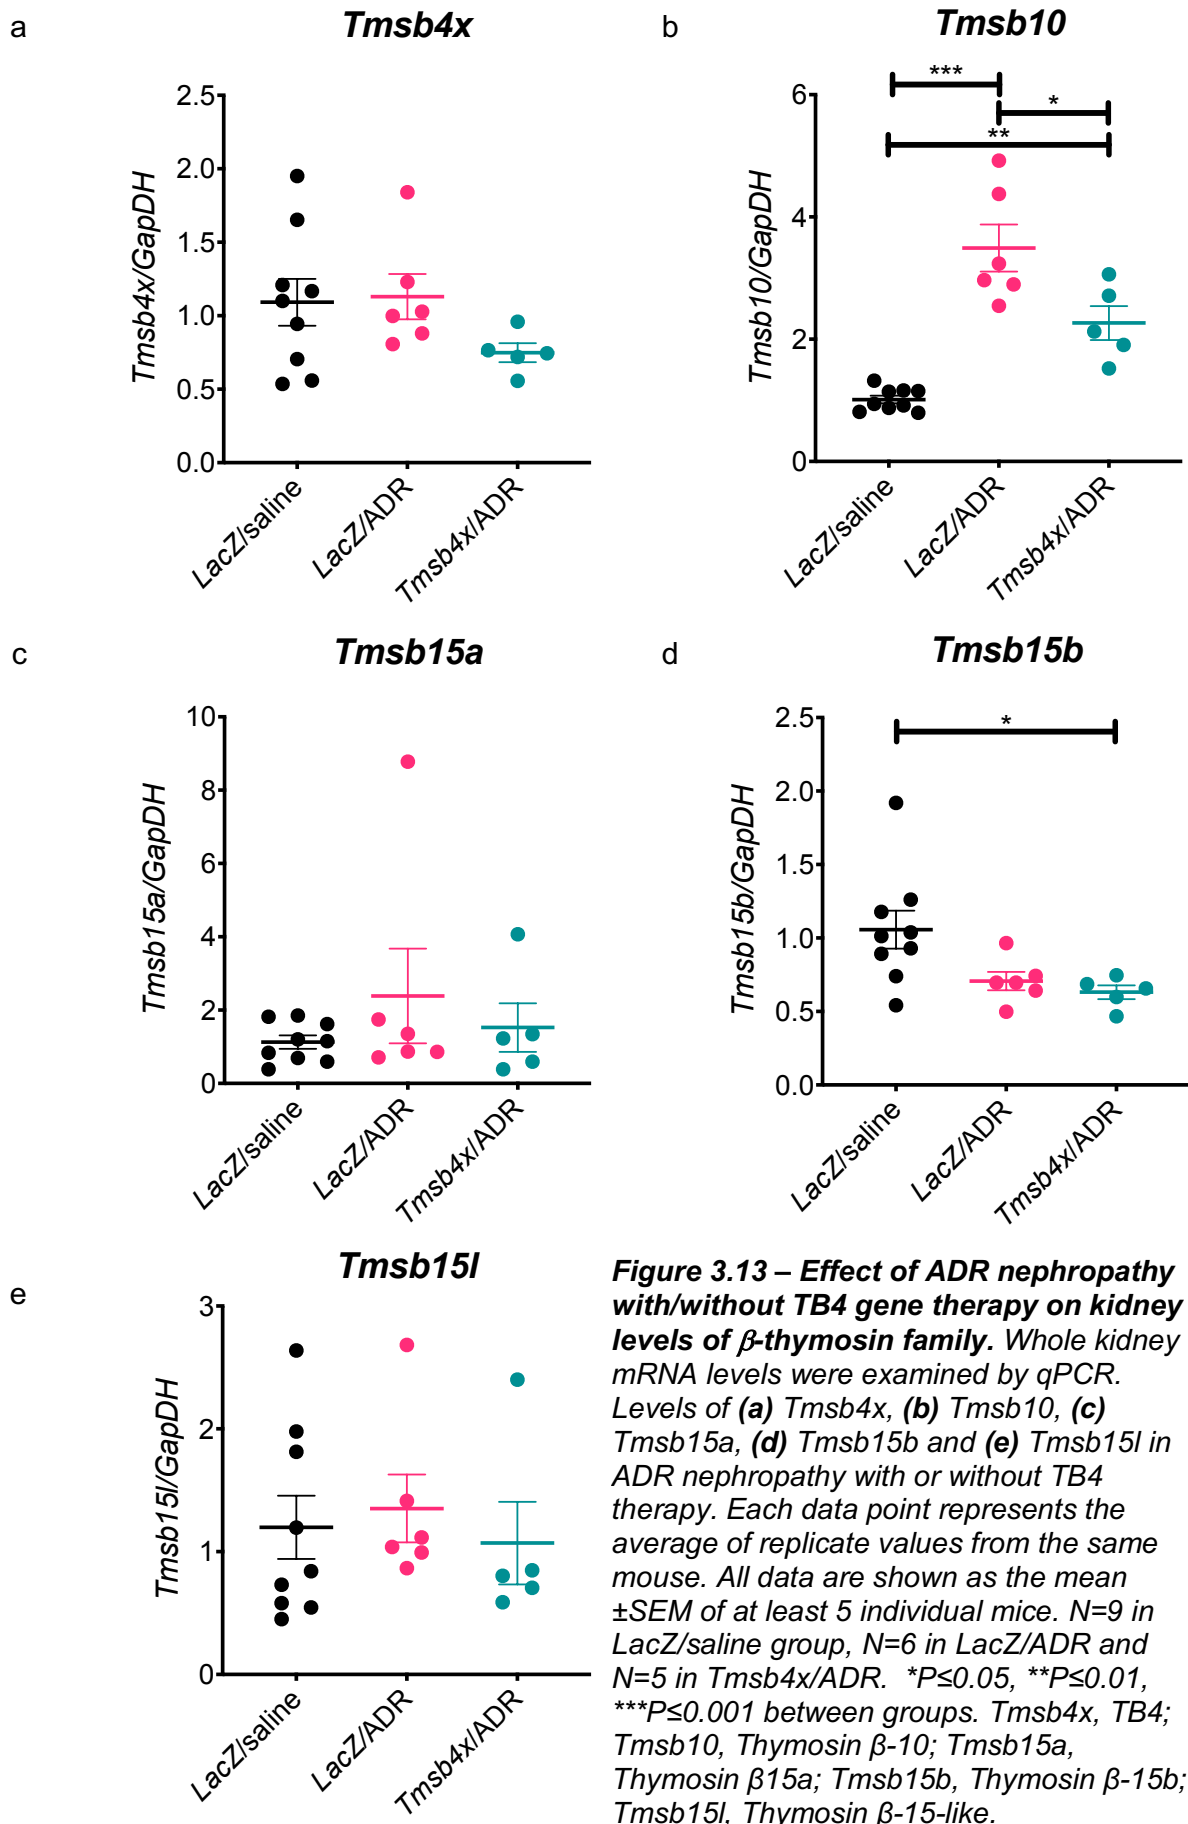 a
Tmsb4x
2.5
2.0
1.5
1.0
0.5
0.0
Tmsb4x/GapDH
LacZ/saline
LacZ/ADR
Tmsb4x/ADR
b
Tmsb10
***
*
**
6
4
2
0
Tmsb10/GapDH
LacZ/saline
LacZ/ADR
Tmsb4x/ADR
c
Tmsb15a
10
8
6
4
2
0
Tmsb15a/GapDH
LacZ/saline
LacZ/ADR
Tmsb4x/ADR
d
Tmsb15b
*
2.5
2.0
1.5
1.0
0.5
0.0
Tmsb15b/GapDH
LacZ/saline
LacZ/ADR
Tmsb4x/ADR
e
Tmsb15l
3
2
1
0
Tmsb15l/GapDH
LacZ/saline
LacZ/ADR
Tmsb4x/ADR
Figure 3.13 – Effect of ADR nephropathy
with/without TB4 gene therapy on kidney
levels of β-thymosin family. Whole kidney
mRNA levels were examined by qPCR.
Levels of (a) Tmsb4x, (b) Tmsb10, (c)
Tmsb15a, (d) Tmsb15b and (e) Tmsb15l in
ADR nephropathy with or without TB4
therapy. Each data point represents the
average of replicate values from the same
mouse. All data are shown as the mean
±SEM of at least 5 individual mice. N=9 in
LacZ/saline group, N=6 in LacZ/ADR and
N=5 in Tmsb4x/ADR. *P≤0.05, **P≤0.01,
***P≤0.001 between groups. Tmsb4x, TB4;
Tmsb10, Thymosin β-10; Tmsb15a,
Thymosin β15a; Tmsb15b, Thymosin β-15b;
Tmsb15l, Thymosin β-15-like.